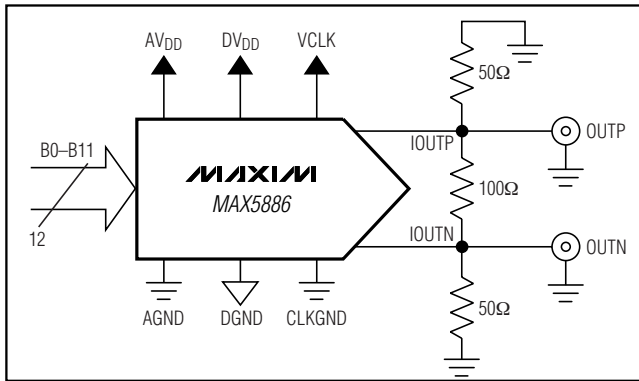 AVDD DVDD VCLK
50Ω
B0–B11
IOUTP
OUTP
MAXIM
MAX5886
100Ω
IOUTN
OUTN
12
50Ω
AGND DGND CLKGND